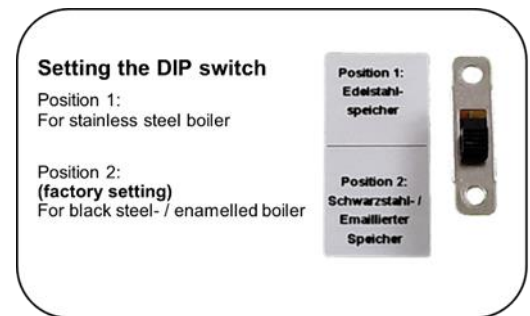 Setting the DIP switch
Position 1:
For stainless steel boiler
Position 2:
(factory setting)
For black steel- / enamelled boiler
Position 1:
Edelstahl-
speicher
Position 2:
Schwarzstahl- /
Emaillierter
Speicher